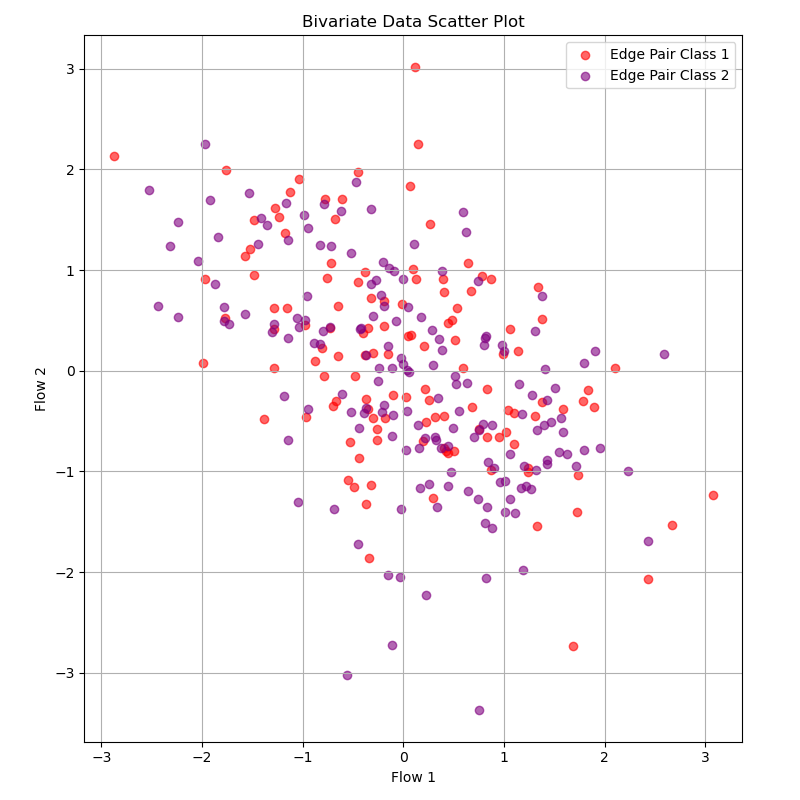 Bivariate Data Scatter Plot
Edge Pair Class 1
Edge Pair Class 2
3
2
1
0
−1
−2
−3
Flow 2
−3
−2
−1
0
1
2
3
Flow 1